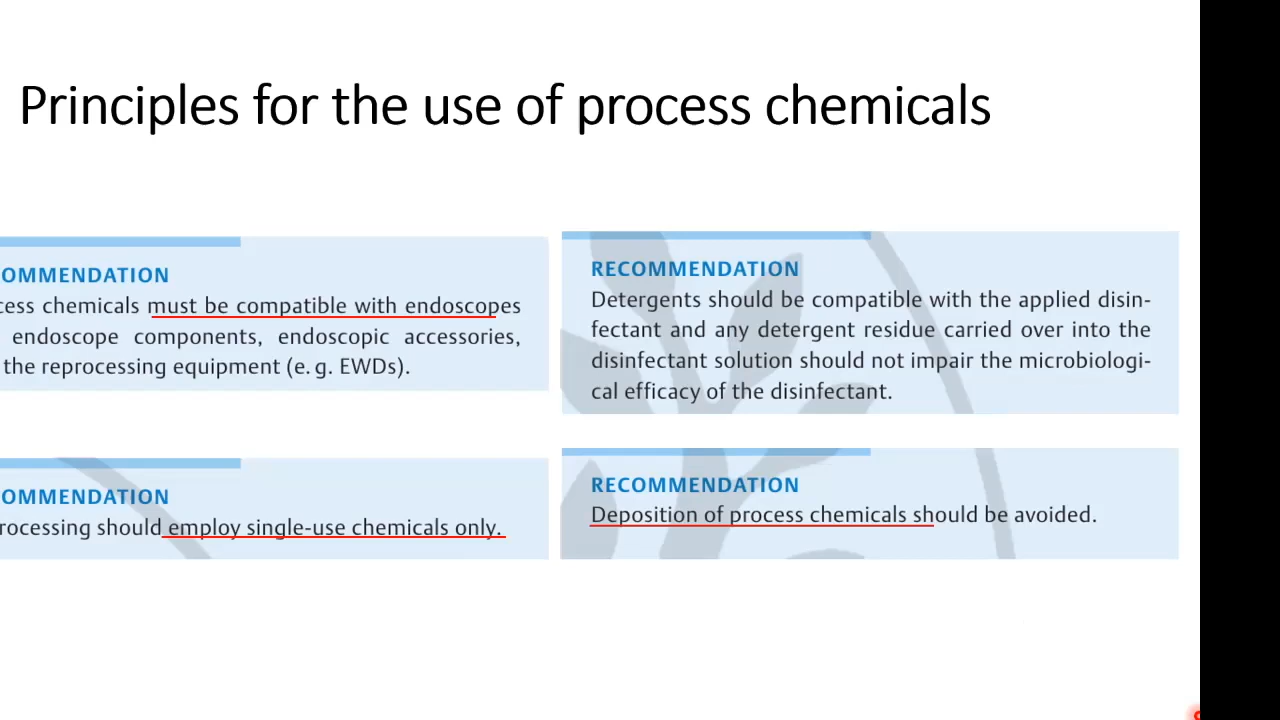 Principles for the use of process chemicals
OMMENDATION
cess chemicals must be compatible with endoscopes
endoscope components, endoscopic accessories,
the reprocessing equipment (e. g. EWDs).
RECOMMENDATION
Detergents should be compatible with the applied disin-
fectant and any detergent residue carried over into the
disinfectant solution should not impair the microbiologi-
cal efficacy of the disinfectant.
OMMENDATION
rocessing should employ single-use chemicals only.
RECOMMENDATION
Deposition of process chemicals should be avoided.